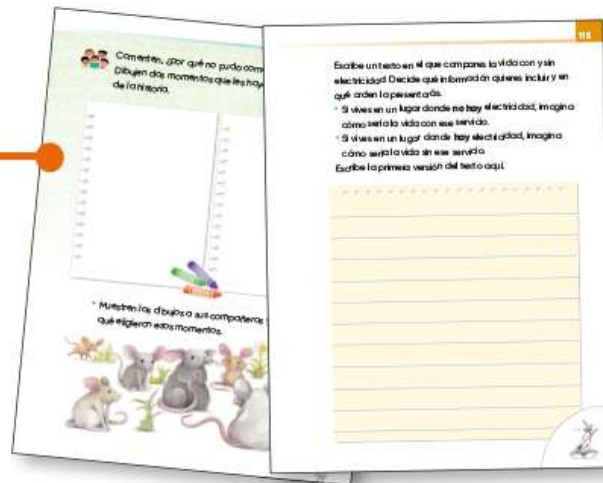 Comenten, ¿por qué no pudo com
Dibujen dos momentos que les hay
de la historia.
Muestren los dibujos a sus compañeros
qué eligieron esos momentos.
115
Escribe un texto en el que compares la vida con y sin
electricidad. Decide qué información quieres incluir y en
qué orden la presentarás.
Si vives en un lugar donde no hay electricidad, imagina
cómo sería la vida con ese servicio.
Si vives en un lugar donde hay electricidad, imagina
cómo sería la vida sin ese servicio.
Escribe la primera versión del texto aquí.